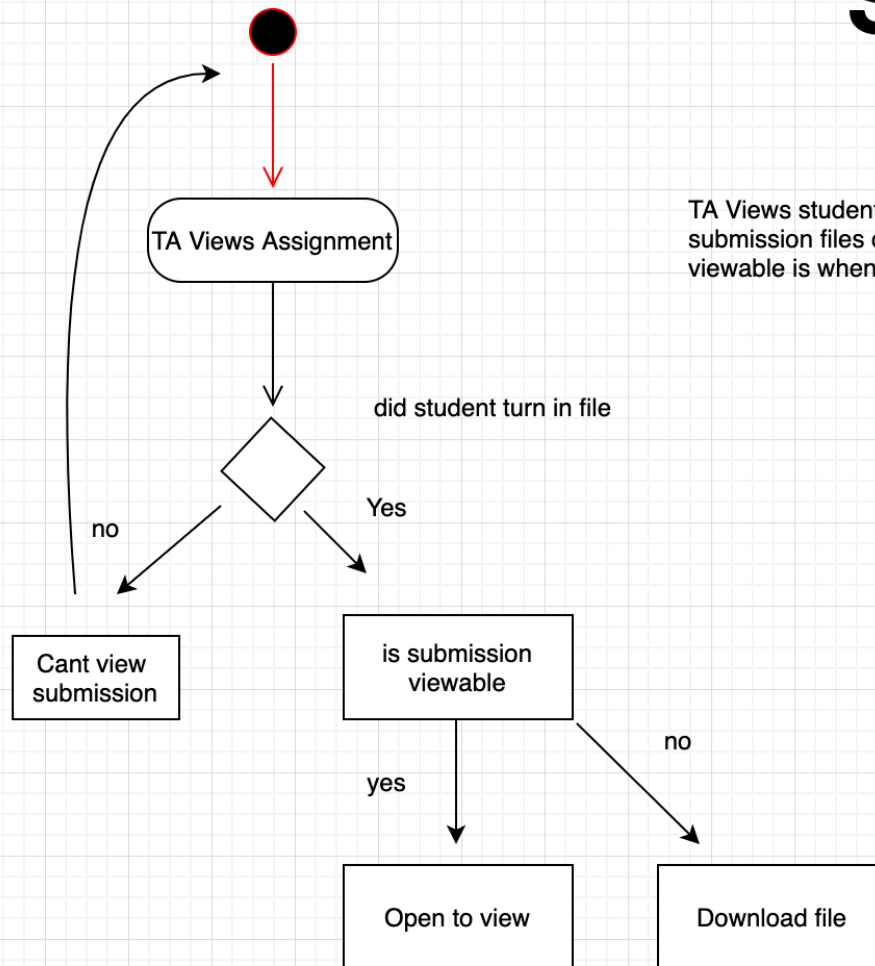 TA Views Assignment
TA Views student
submission files
viewable is when
did student turn in file
Yes
no
Cant view
submission
is submission
viewable
no
yes
Open to view
Download file